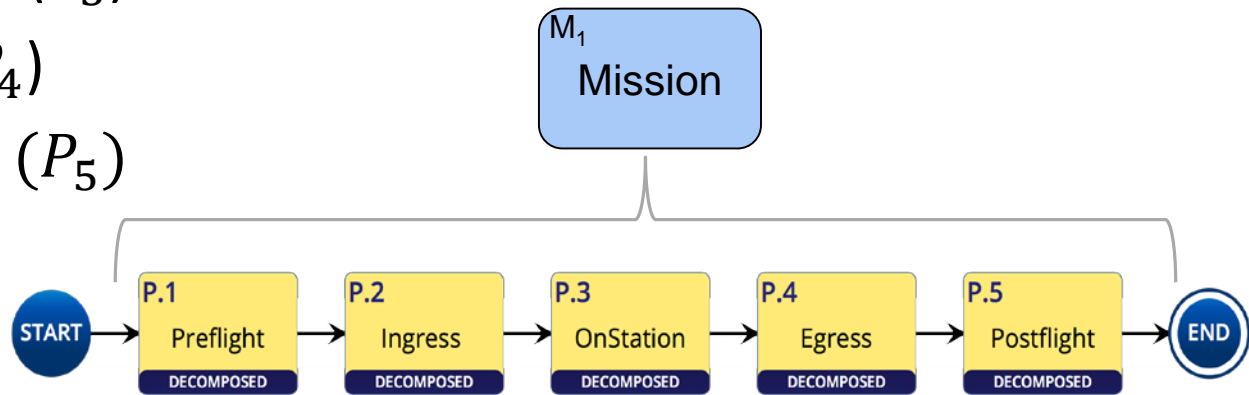 M₁
Mission
₄)
(P₅)
START
P.1
Preflight
DECOMPOSED
P.2
Ingress
DECOMPOSED
P.3
OnStation
DECOMPOSED
P.4
Egress
DECOMPOSED
P.5
Postflight
DECOMPOSED
END